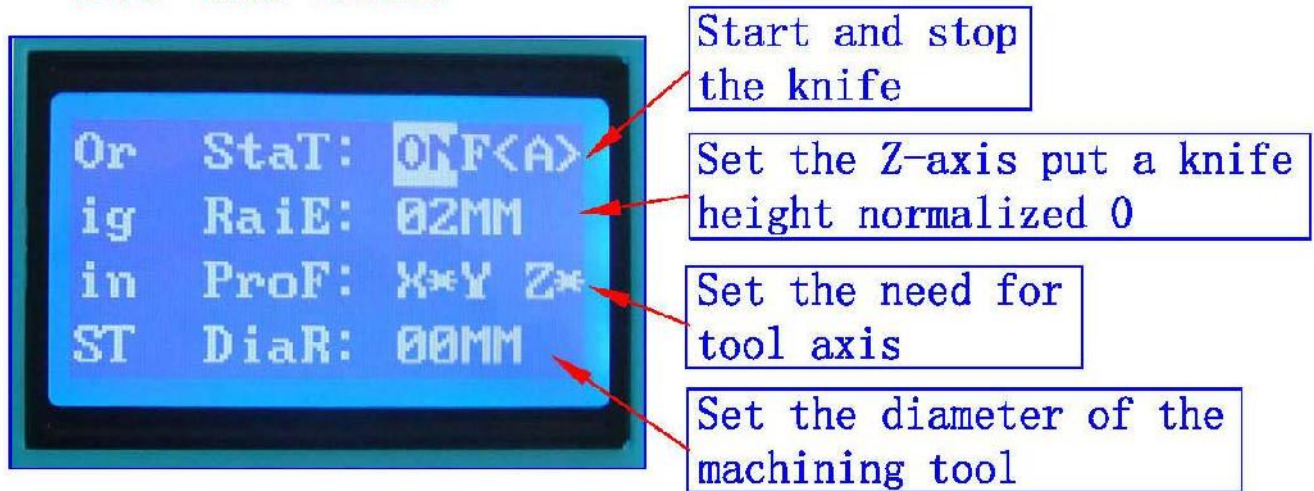 Or StaT: ONF<A>
ig RaiE: 02MM
in ProF: X*Y Z*
ST DiaR: 00MM
Start and stop
the knife
Set the Z-axis put a knife
height normalized 0
Set the need for
tool axis
Set the diameter of the
machining tool